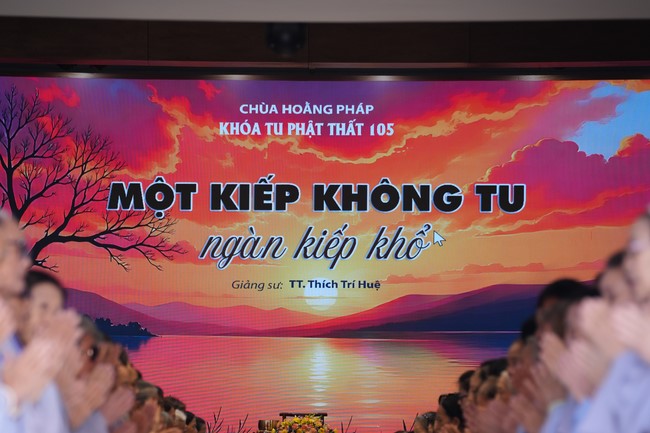 CHÙA HOẰNG PHÁP
KHÓA TU PHẬT THẤT 105
MỘT KIẾP KHÔNG TU
ngàn kiếp khổ
Giảng sư: TT. Thích Trí Huệ